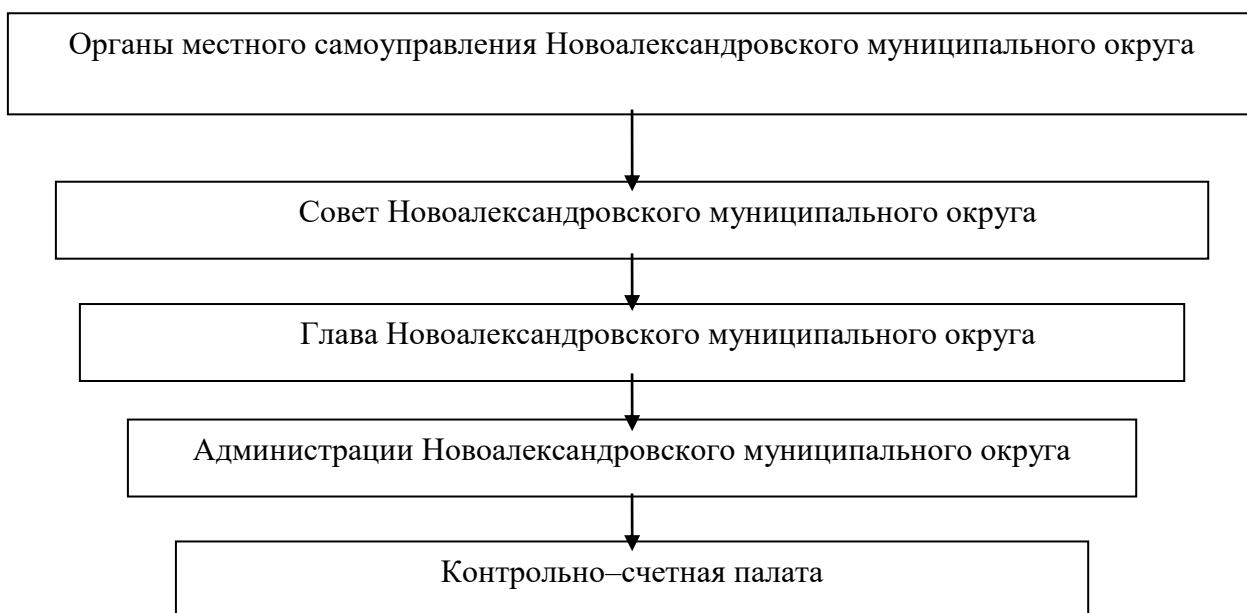 Органы местного самоуправления Новоалександровского муниципального округа
Совет Новоалександровского муниципального округа
Глава Новоалександровского муниципального округа
Администрации Новоалександровского муниципального округа
Контрольно–счетная палата